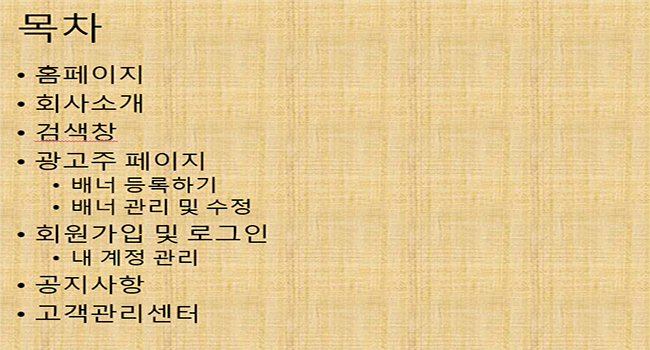 목차
• 홈페이지
• 회사소개
• 검색창
• 광고주 페이지
• 배너 등록하기
• 배너 관리 및 수정
• 회원가입 및 로그인
• 내 계정 관리
• 공지사항
• 고객관리센터